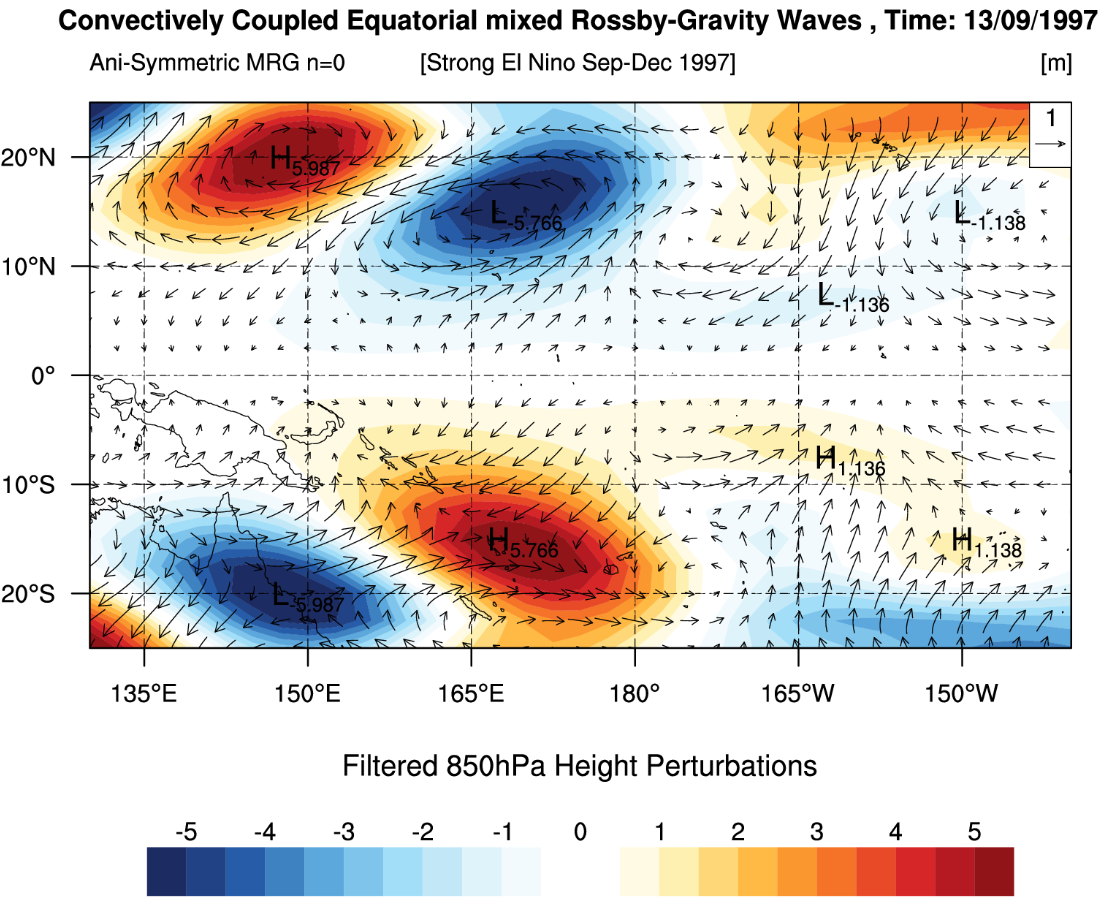 Convectively Coupled Equatorial mixed Rossby-Gravity Waves , Time: 13/09/1997
Ani-Symmetric MRG n=0 [Strong El Nino Sep-Dec 1997] [m]
1
20°N
H5.987
L-5.766
L-1.138
10°N
L-1.136
0°
H1.136
10°S
H5.766
H1.138
20°S
L-5.987
135°E 150°E 165°E 180° 165°W 150°W
Filtered 850hPa Height Perturbations
-5 -4 -3 -2 -1 0 1 2 3 4 5